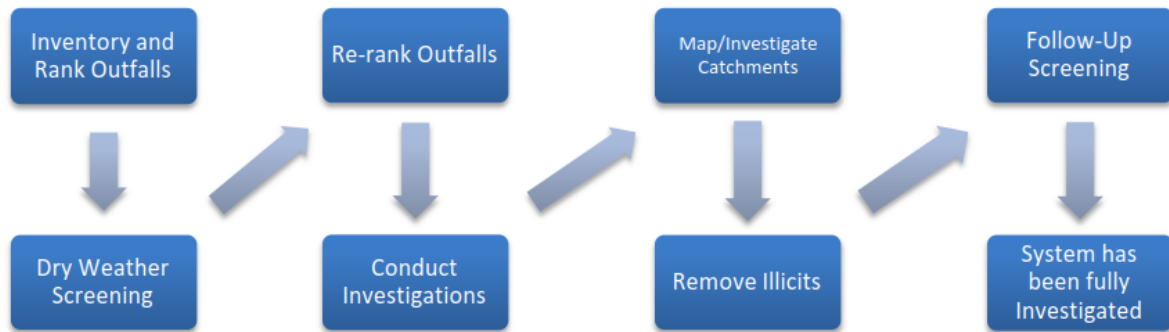 Inventory and
Rank Outfalls
Dry Weather
Screening
Re-rank Outfalls
Conduct
Investigations
Map/Investigate
Catchments
Remove Illicits
Follow-Up
Screening
System has
been fully
Investigated